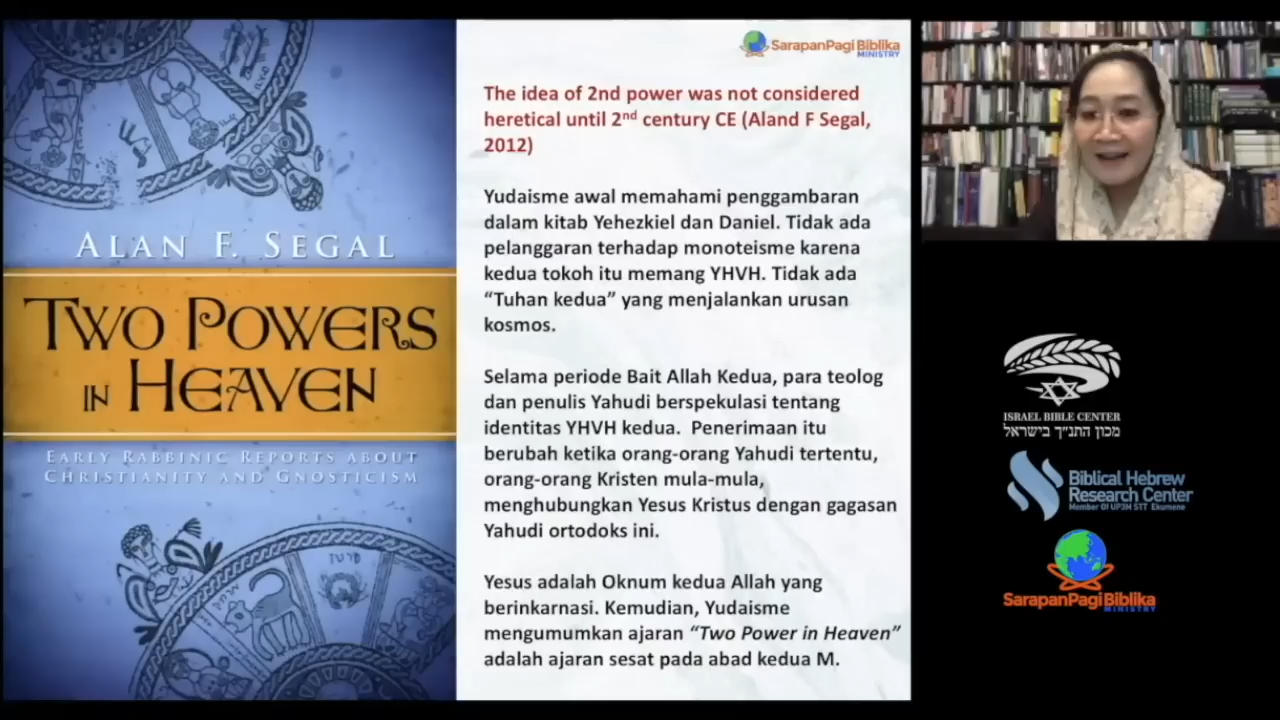 ALAN F. SEGAL
TWO POWERS
IN HEAVEN
EARLY RABBINIC REPORTS ABOUT
CHRISTIANITY AND GNOSTICISM
SarapanPagi Biblika
MINISTRY
The idea of 2nd power was not considered
heretical until 2nd century CE (Aland F Segal,
2012)
Yudaisme awal memahami penggambaran
dalam kitab Yehezkiel dan Daniel. Tidak ada
pelanggaran terhadap monoteisme karena
kedua tokoh itu memang YHVH. Tidak ada
“Tuhan kedua” yang menjalankan urusan
kosmos.
Selama periode Bait Allah Kedua, para teolog
dan penulis Yahudi berspekulasi tentang
identitas YHVH kedua. Penerimaan itu
berubah ketika orang-orang Yahudi tertentu,
orang-orang Kristen mula-mula,
menghubungkan Yesus Kristus dengan gagasan
Yahudi ortodoks ini.
Yesus adalah Oknum kedua Allah yang
berinkarnasi. Kemudian, Yudaisme
mengumumkan ajaran “Two Power in Heaven”
adalah ajaran sesat pada abad kedua M.
ISRAEL BIBLE CENTER
מכון התנ״ך בישראל
Biblical Hebrew
Research Center
Member Of UP3M STT Ekumene
SarapanPagi Biblika
MINISTRY